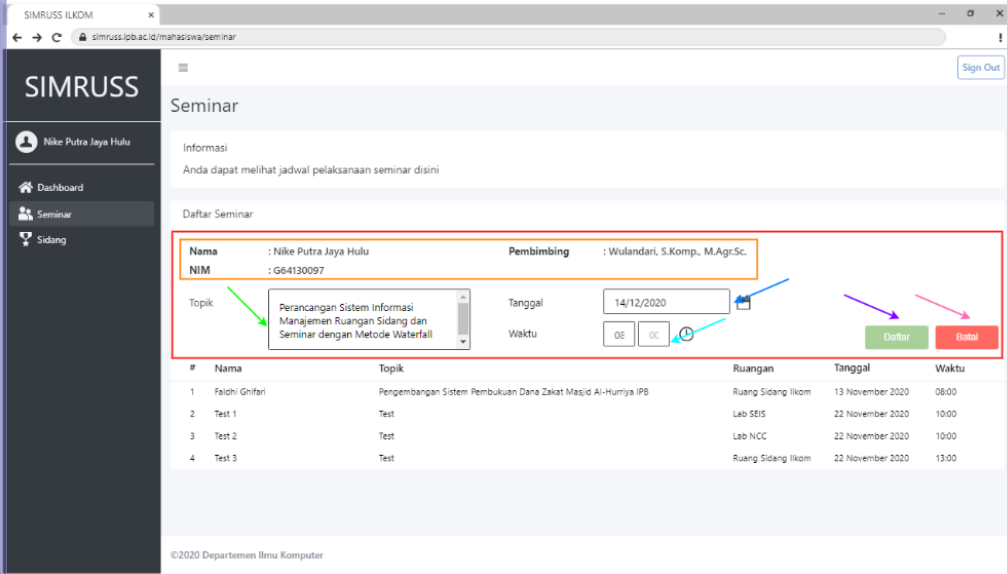 SIMRUSS ILKOM
simruss.ipb.ac.id/mahasiswa/seminar
SIMRUSS
Sign Out
Nike Putra Jaya Hulu
Dashboard
Seminar
Sidang
Seminar
Informasi
Anda dapat melihat jadwal pelaksanaan seminar disini
Daftar Seminar
Nama : Nike Putra Jaya Hulu Pembimbing : Wulandari, S.Komp., M.Agr.Sc.
NIM : G64130097
Topik Perancangan Sistem Informasi Manajemen Ruangan Sidang dan Seminar dengan Metode Waterfall
Tanggal 14/12/2020
Waktu
Daftar Batal
# Nama Topik Ruangan Tanggal Waktu
1 Faldhi Ghifari Pengembangan Sistem Pembukuan Dana Zakat Masjid Al-Hurriya IPB Ruang Sidang Ilkom 13 November 2020 08:00
2 Test 1 Test Lab SEIS 22 November 2020 10:00
3 Test 2 Test Lab NCC 22 November 2020 10:00
4 Test 3 Test Ruang Sidang Ilkom 22 November 2020 13:00
©2020 Departemen Ilmu Komputer